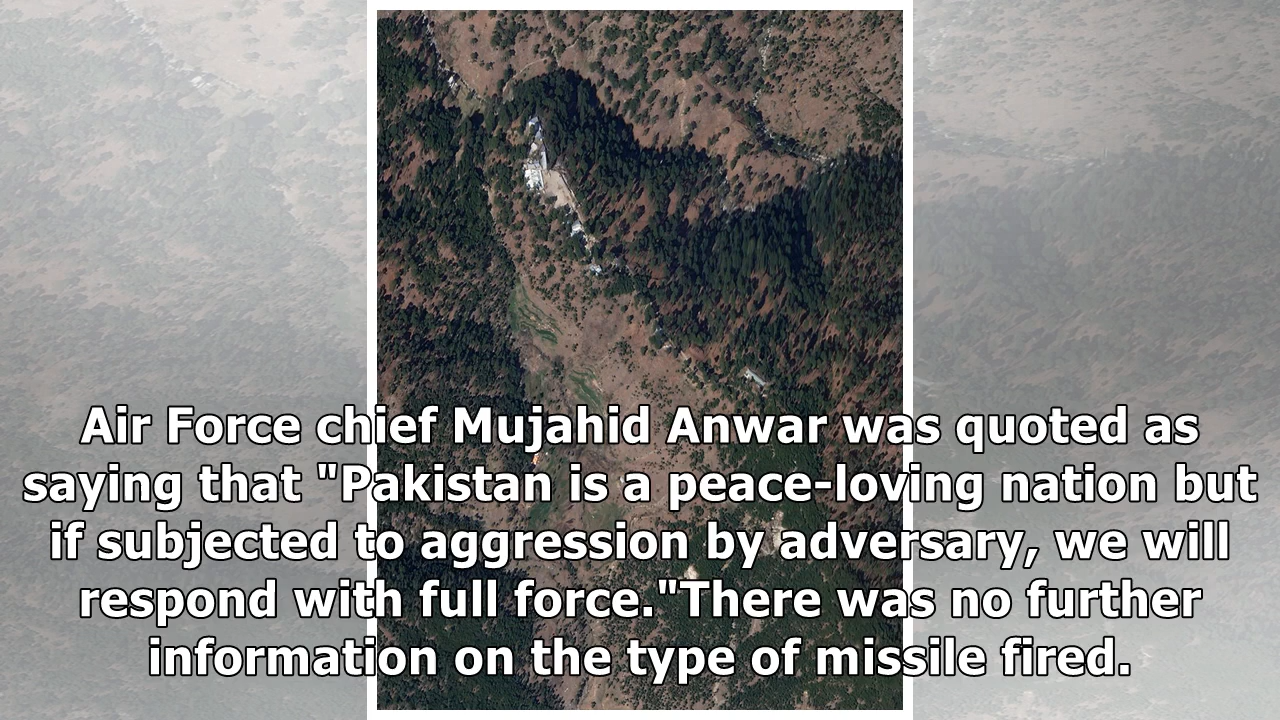 Air Force chief Mujahid Anwar was quoted as
saying that "Pakistan is a peace-loving nation but
if subjected to aggression by adversary, we will
respond with full force."There was no further
information on the type of missile fired.